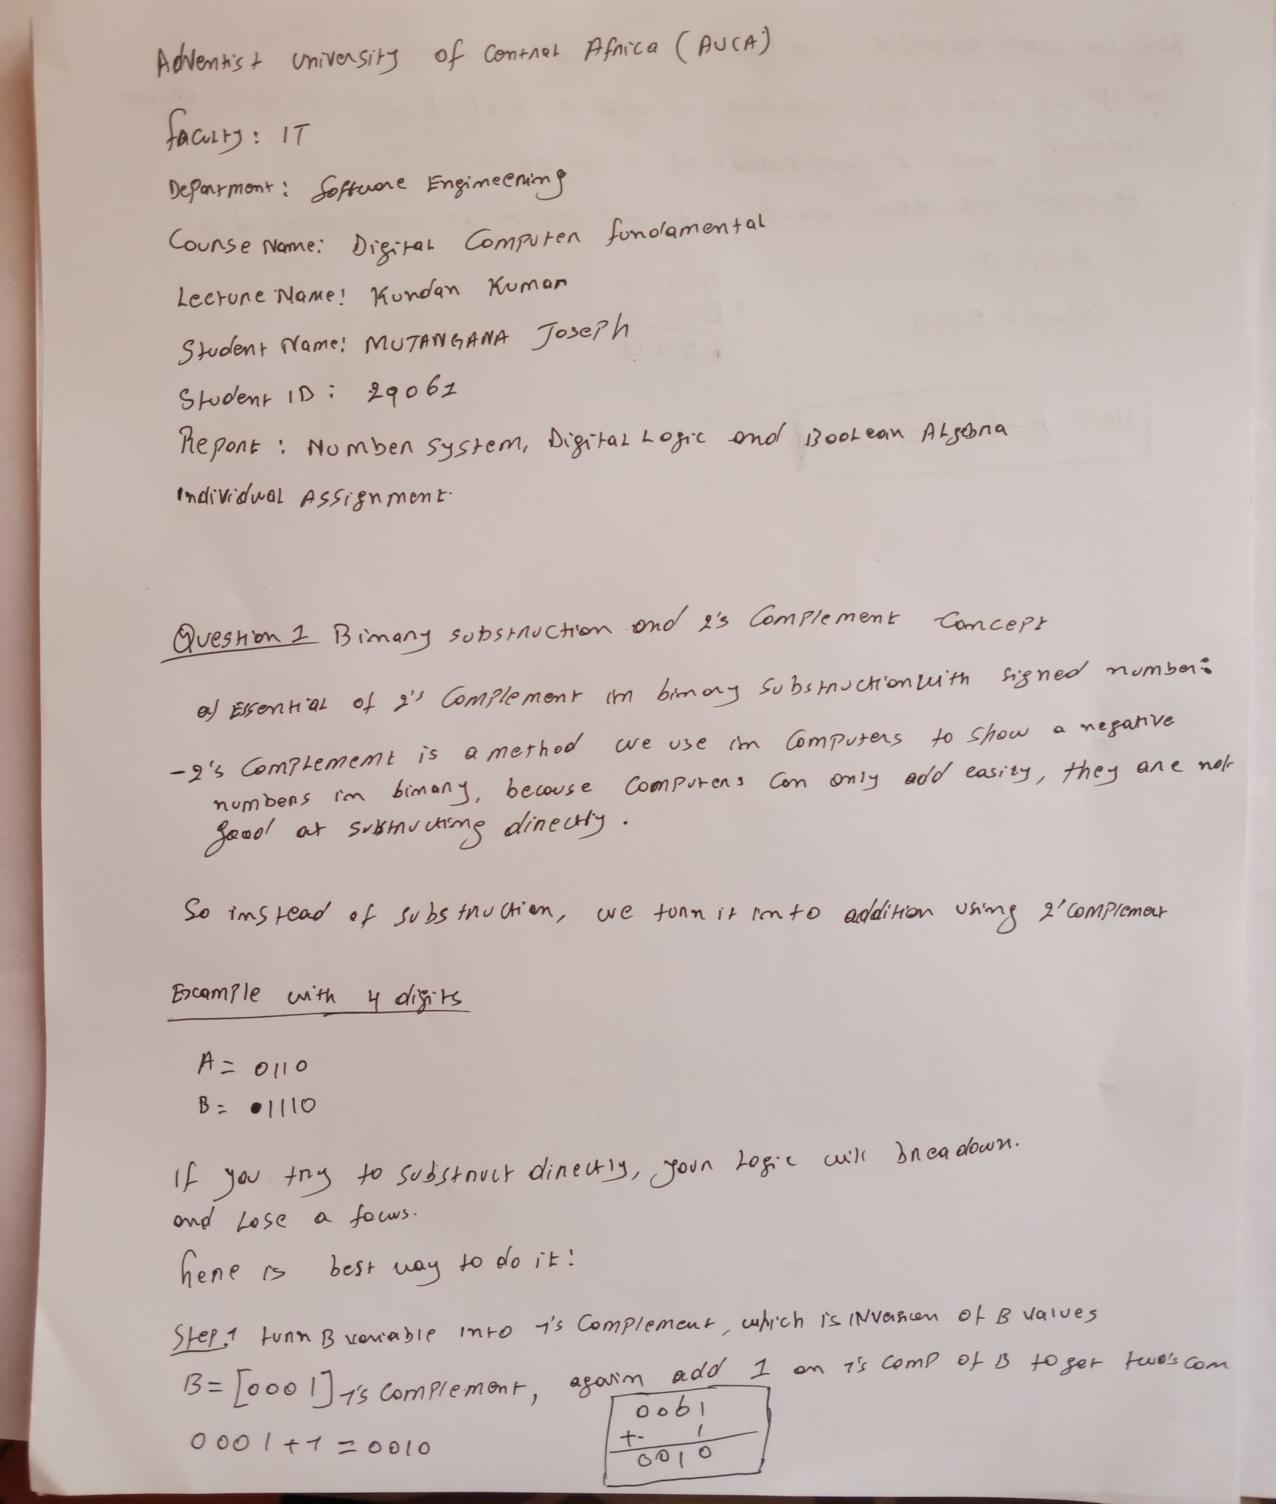 Adventist University of Central Africa (AUCA)
Faculty: IT
Department: Software Engineering
Course Name: Digital Computer fundamental
Lecture Name: Kundan Kumar
Student Name: MUTANGANA Joseph
Student ID: 29061
Report: Number system, Digital Logic and Boolean Algebra
Individual Assignment.
Question 1 Binary substruction and 2's Complement Concept
a) Essential of 2's Complement in binary Substruction with signed number:
- 2's Complement is a method we use in Computers to show a negative
numbers in binary, because Computers can only add easily, they are not
good at substructing directly.
So instead of substruction, we turn it into addition using 2' complement
Example with 4 digits
A= 0110
B= 1110
If you try to substruct directly, your Logic will breadown.
and Lose a focus.
here is best way to do it:
Step.1 turn B variable into 1's Complement, which is inversion of B values
B= [0001] 1's Complement, again add 1 on 1's comp of B to get two's com
0001
+ 1
0010
0001+1=0010